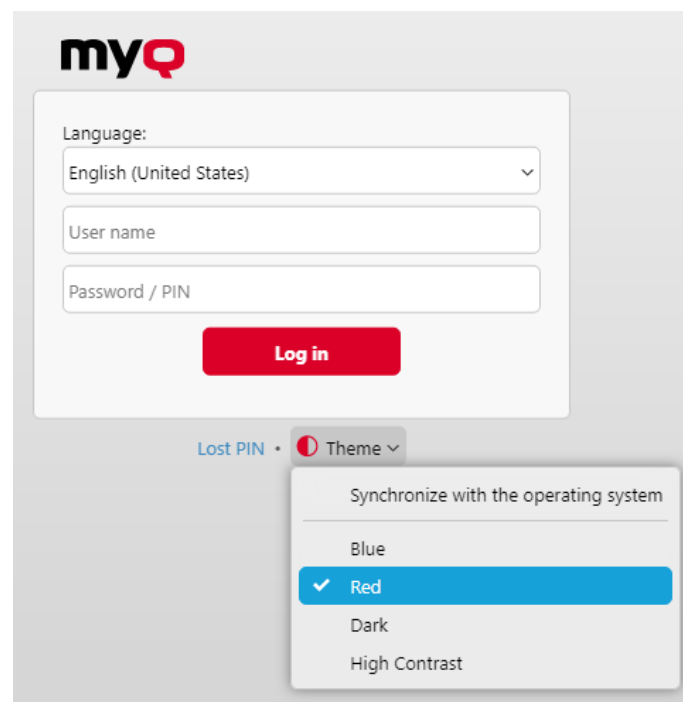 myQ
Language:
English (United States)
User name
Password / PIN
Log in
Lost PIN • Theme
Synchronize with the operating system
Blue
Red
Dark
High Contrast